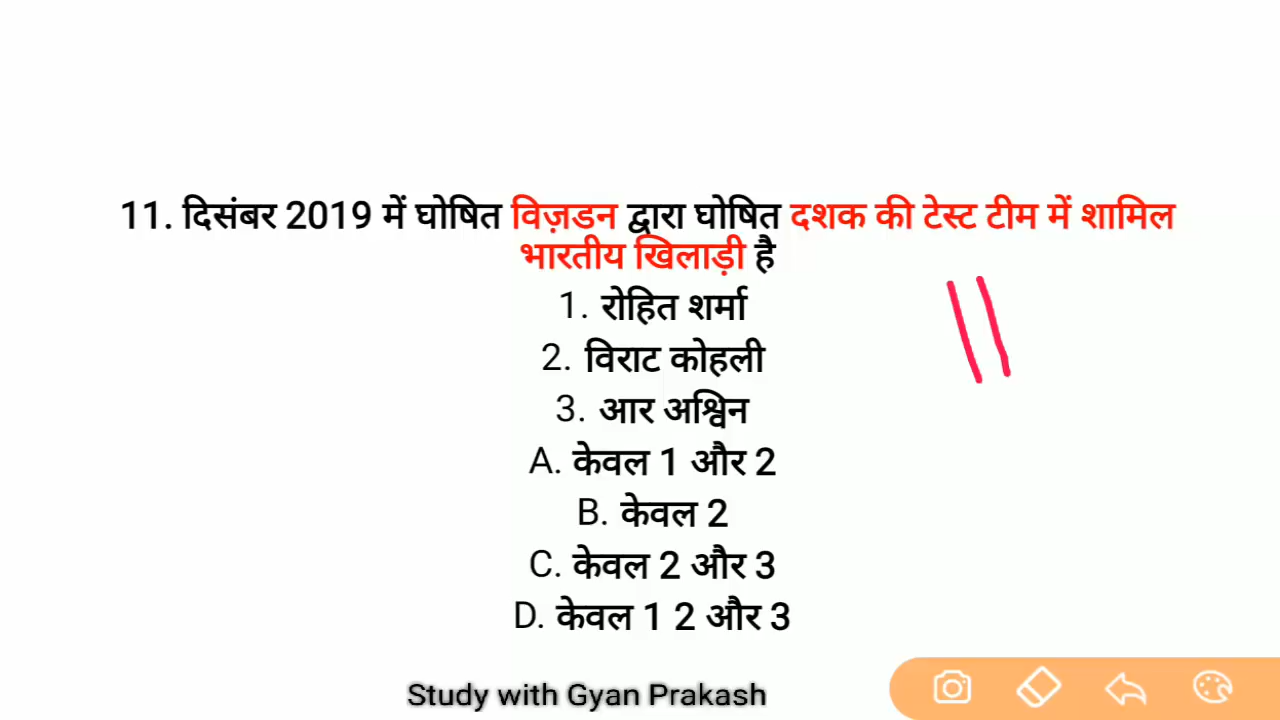 11. दिसंबर 2019 में घोषित विज़डन द्वारा घोषित दशक की टेस्ट टीम में शामिल
भारतीय खिलाड़ी है
1. रोहित शर्मा
2. विराट कोहली
3. आर अश्विन
A. केवल 1 और 2
B. केवल 2
C. केवल 2 और 3
D. केवल 1 2 और 3
Study with Gyan Prakash